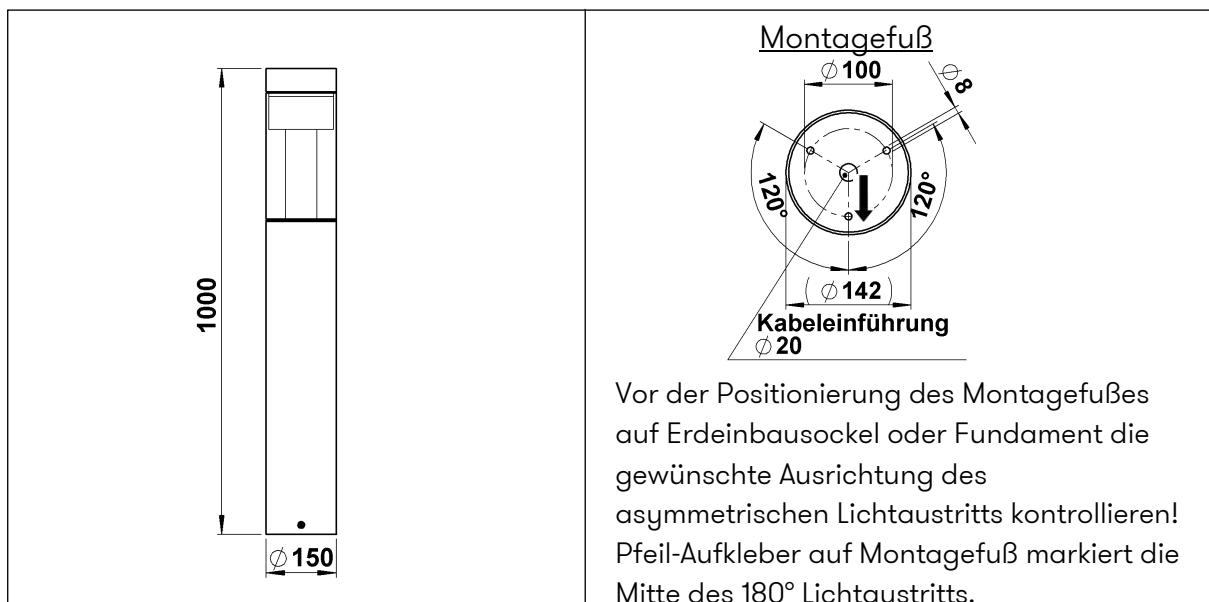 1000
⌀ 150
Montagefuß
⌀ 100
⌀ 8
120°
120°
(⌀ 142)
Kabeleinführung
⌀ 20
Vor der Positionierung des Montagefußes
auf Erdeinbausockel oder Fundament die
gewünschte Ausrichtung des
asymmetrischen Lichtaustritts kontrollieren!
Pfeil-Aufkleber auf Montagefuß markiert die
Mitte des 180° Lichtaustritts.